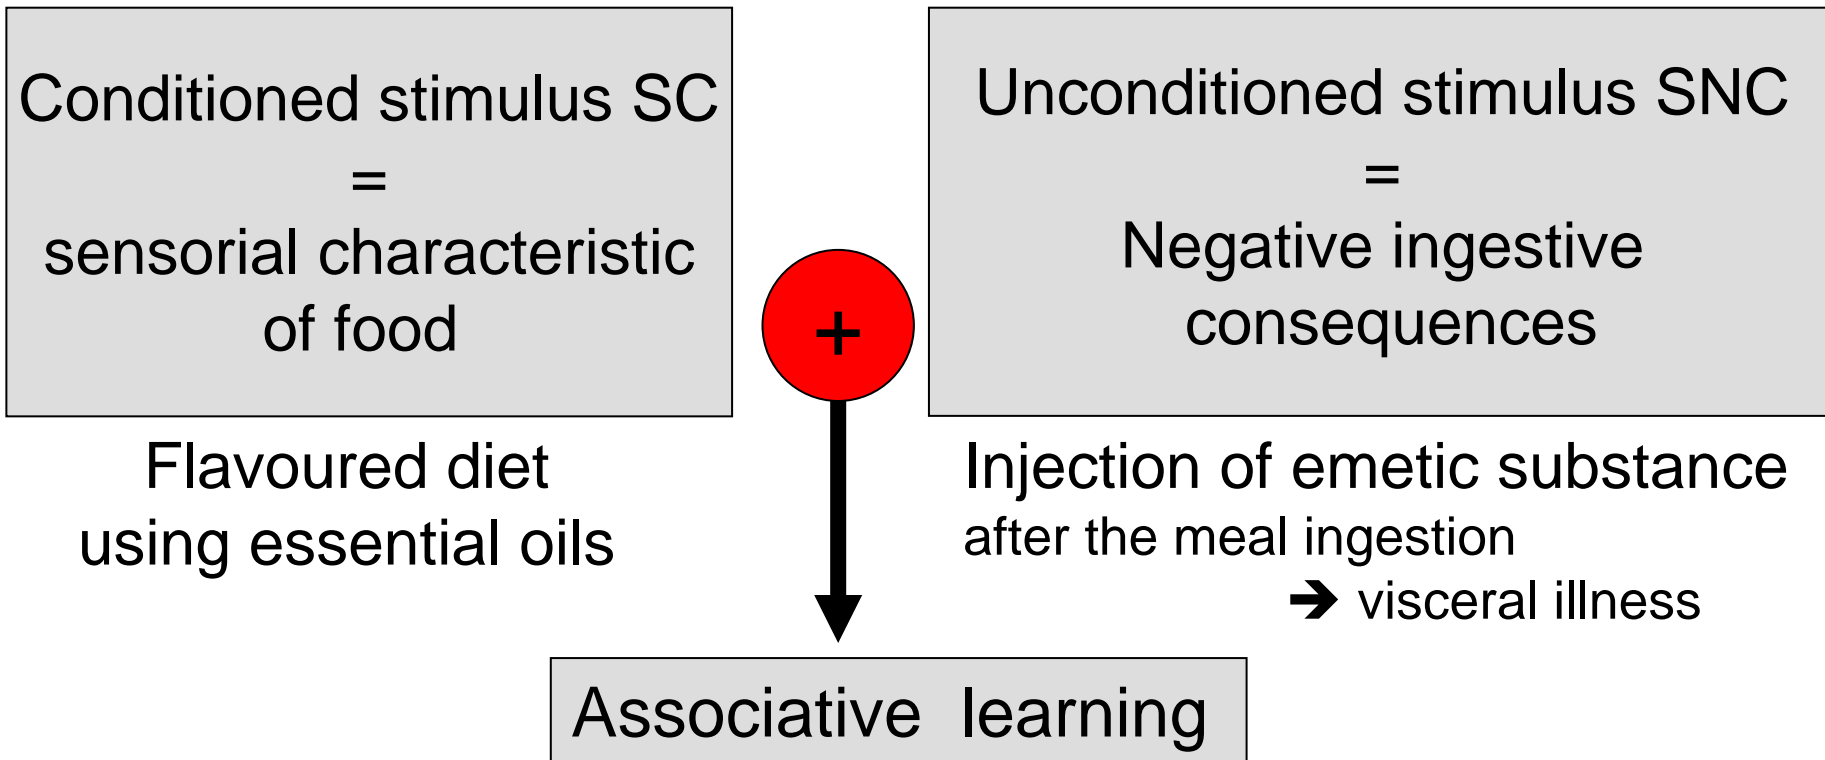 Conditioned stimulus SC
=
sensorial characteristic
of food
Flavoured diet
using essential oils
+
Unconditioned stimulus SNC
=
Negative ingestive
consequences
Injection of emetic substance
after the meal ingestion
➔ visceral illness
Associative learning